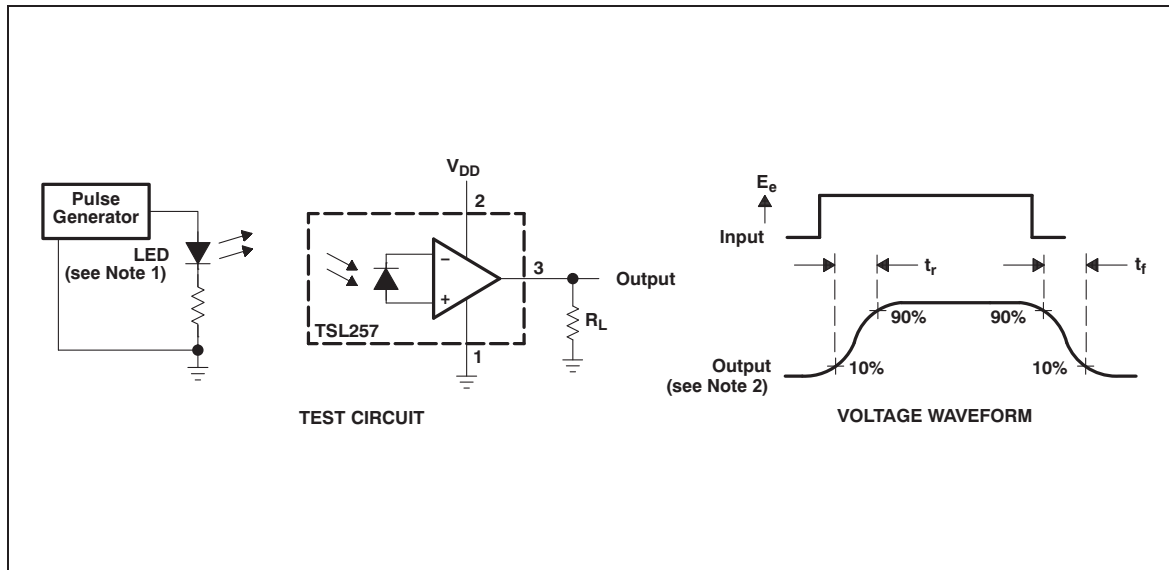 Pulse
Generator
LED
(see Note 1)
VDD
2
−
+
3
Output
RL
TSL257
1
TEST CIRCUIT
Ee
Input
tr
tf
90%
90%
Output
(see Note 2)
10%
10%
VOLTAGE WAVEFORM